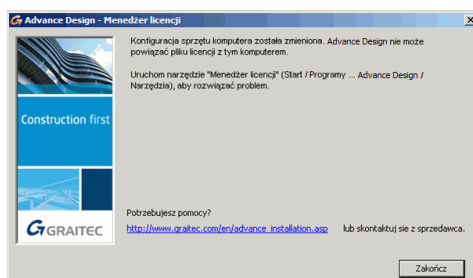 Advance Design - Menedżer licencji
Konfiguracja sprzętu komputera została zmieniona. Advance Design nie może
powiązać pliku licencji z tym komputerem.
Uruchom narzędzie "Menedżer licencji" (Start / Programy ... Advance Design /
Narzędzia), aby rozwiązać problem.
Construction first
GRAITEC
Potrzebujesz pomocy?
http://www.graitec.com/en/advance_installation.asp lub skontaktuj sie z sprzedawca.
Zakończ